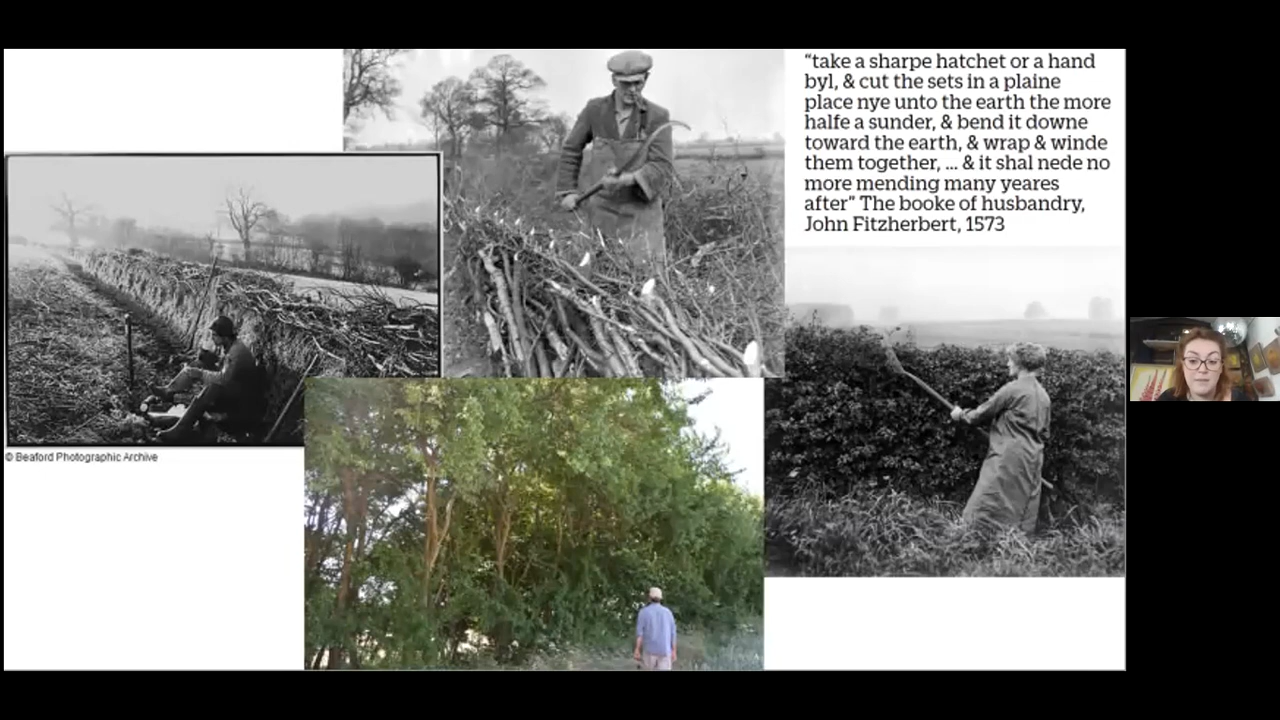 “take a sharpe hatchet or a hand
byl, & cut the sets in a plaine
place nye unto the earth the more
halfe a sunder, & bend it downe
toward the earth, & wrap & winde
them together, ... & it shal nede no
more mending many yeares
after” The booke of husbandry,
John Fitzherbert, 1573
© Beaford Photographic Archive